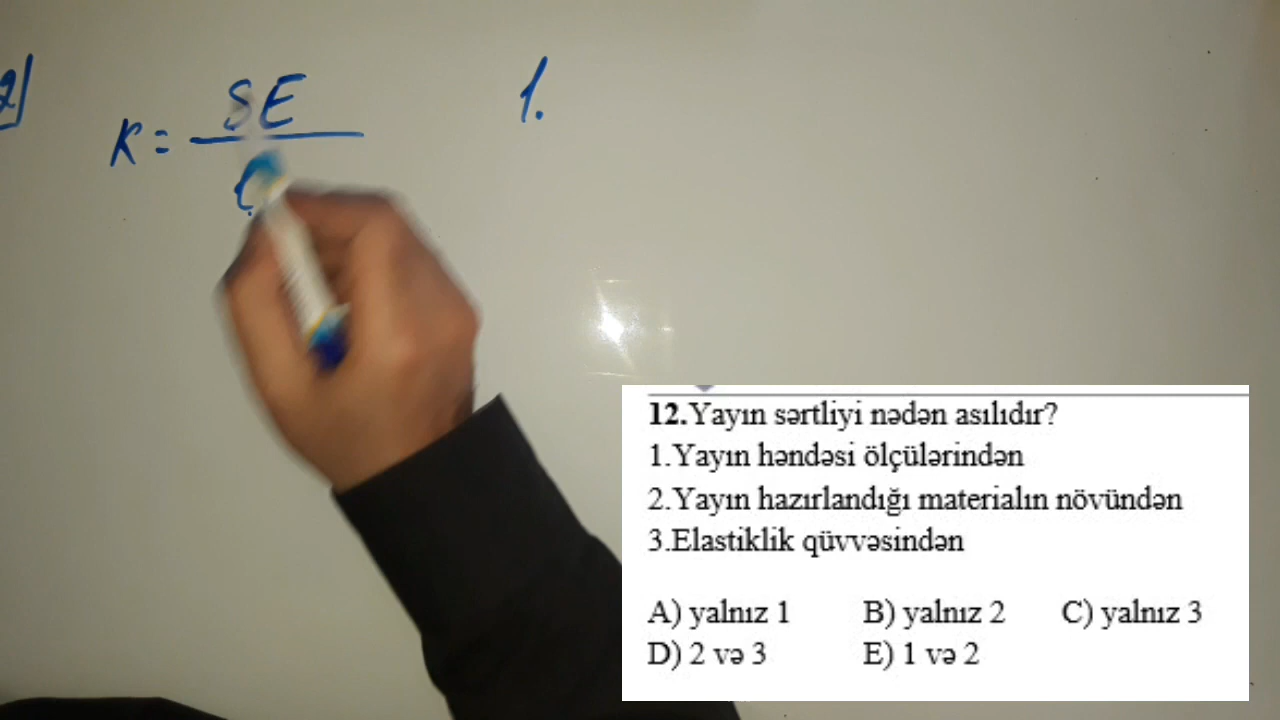 2
K = SE
1.
12.Yayın sərtliyi nədən asılıdır?
1.Yayın həndəsi ölçülərindən
2.Yayın hazırlandığı materialın növündən
3.Elastiklik qüvvəsindən
A) yalnız 1 B) yalnız 2 C) yalnız 3
D) 2 və 3 E) 1 və 2